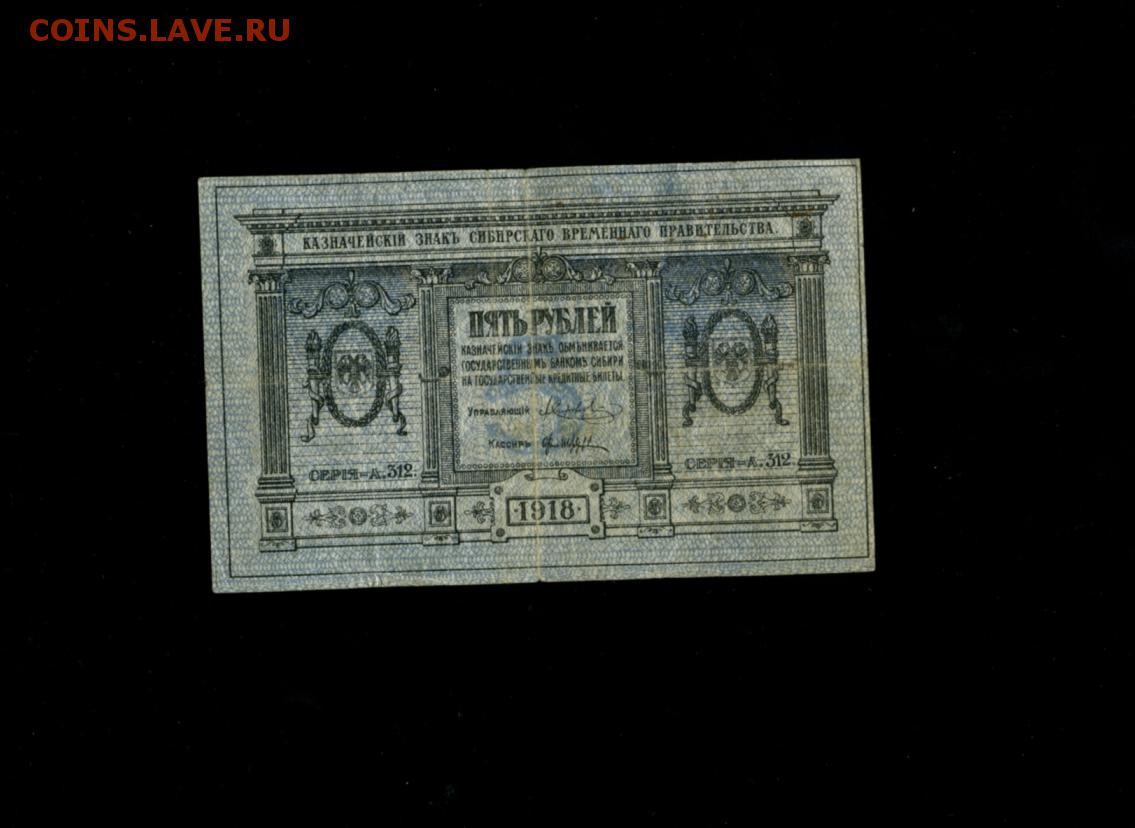 COINS.LAVE.RU
КАЗНАЧЕЙСКІЙ ЗНАКЪ СИБИРСКАГО ВРЕМЕННАГО ПРАВИТЕЛЬСТВА.
ПЯТЬ РУБЛЕЙ
КАЗНАЧЕЙСКІЙ ЗНАКЪ ОБМѢНИВАЕТСЯ
ГОСУДАРСТВЕННЫМЪ БАНКОМЪ СИБИРИ
НА ГОСУДАРСТВЕННЫЕ КРЕДИТНЫЕ БИЛЕТЫ.
5
УПРАВЛЯЮЩІЙ
КАССИРЪ
СЕРІЯ=А.312.
СЕРІЯ=А.312.
·1918·